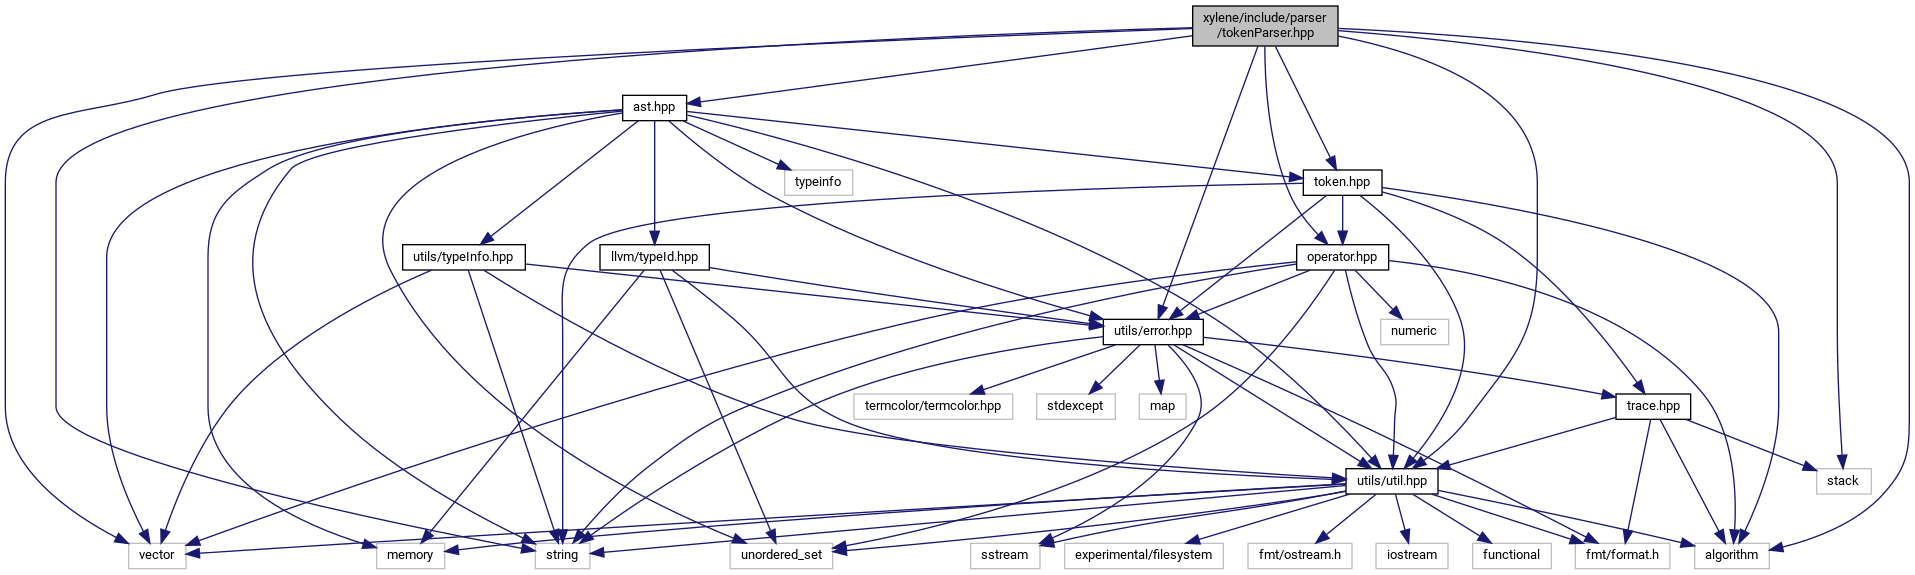 xylene/include/parser
/tokenParser.hpp
ast.hpp
typeinfo
token.hpp
utils/typeInfo.hpp
llvm/typeId.hpp
operator.hpp
utils/error.hpp
numeric
termcolor/termcolor.hpp
stdexcept
map
trace.hpp
utils/util.hpp
stack
vector
memory
string
unordered_set
sstream
experimental/filesystem
fmt/ostream.h
iostream
functional
fmt/format.h
algorithm